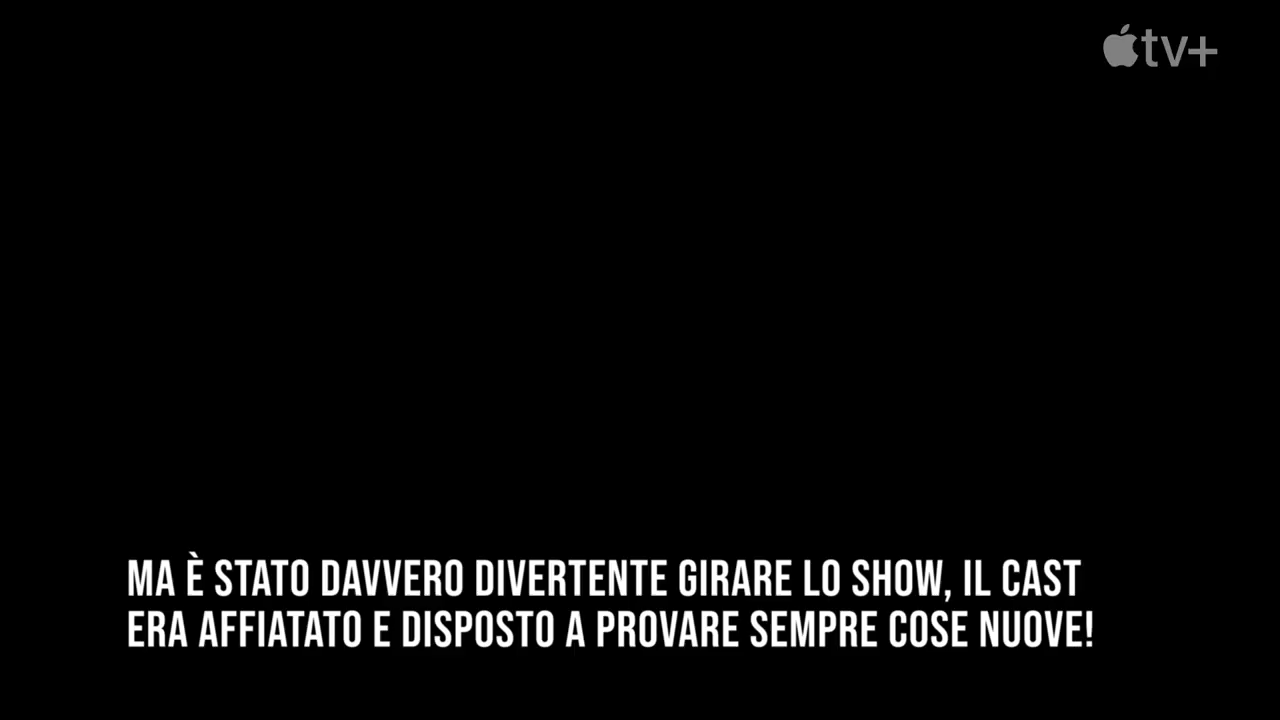 tv+
MA È STATO DAVVERO DIVERTENTE GIRARE LO SHOW, IL CAST
ERA AFFIATATO E DISPOSTO A PROVARE SEMPRE COSE NUOVE!